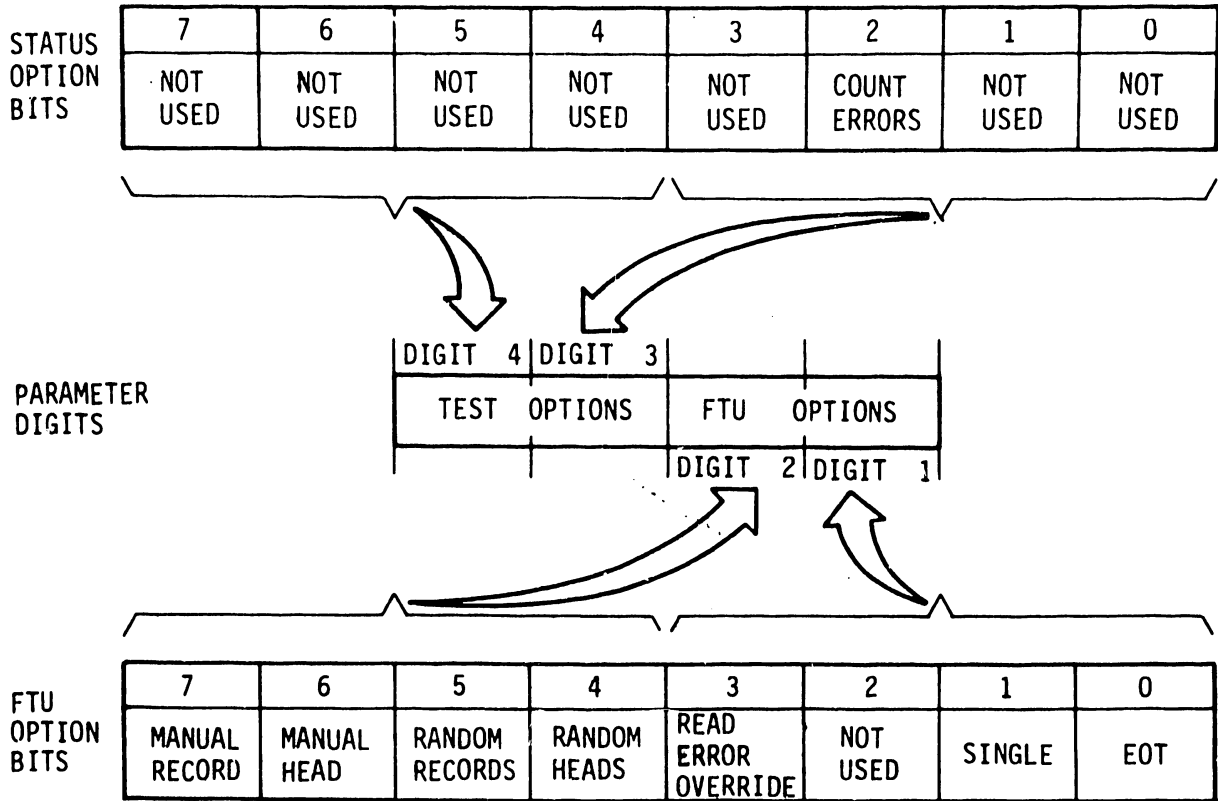 STATUS OPTION BITS
7 6 5 4 3 2 1 0
NOT USED NOT USED NOT USED NOT USED NOT USED COUNT ERRORS NOT USED NOT USED
DIGIT 4 DIGIT 3
PARAMETER DIGITS
TEST OPTIONS FTU OPTIONS
DIGIT 2 DIGIT 1
FTU OPTION BITS
7 6 5 4 3 2 1 0
MANUAL RECORD MANUAL HEAD RANDOM RECORDS RANDOM HEADS READ ERROR OVERRIDE NOT USED SINGLE EOT